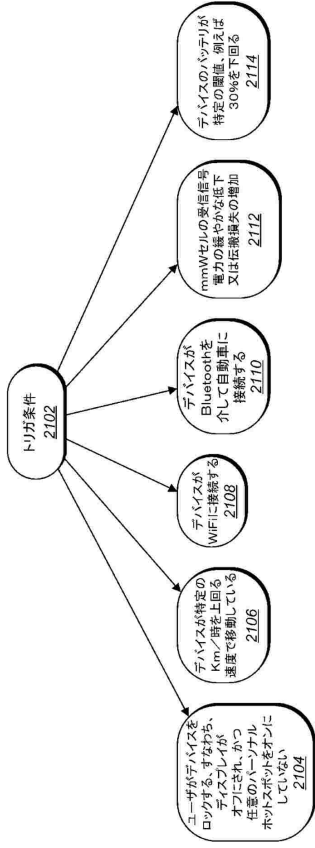 トリガ条件
2102
ユーザがデバイスを
ロックする、すなわち、
ディスプレイが
オフにされ、かつ
任意のパーソナル
ホットスポットをオンに
していない
2104
デバイスが特定の
Km/時を上回る
速度で移動している
2106
デバイスが
WiFiに接続する
2108
デバイスが
Bluetoothを
介して自動車に
接続する
2110
mmWセルの受信信号
電力の緩やかな低下
又は伝搬損失の増加
2112
デバイスのバッテリが
特定の閾値、例えば
30%を下回る
2114